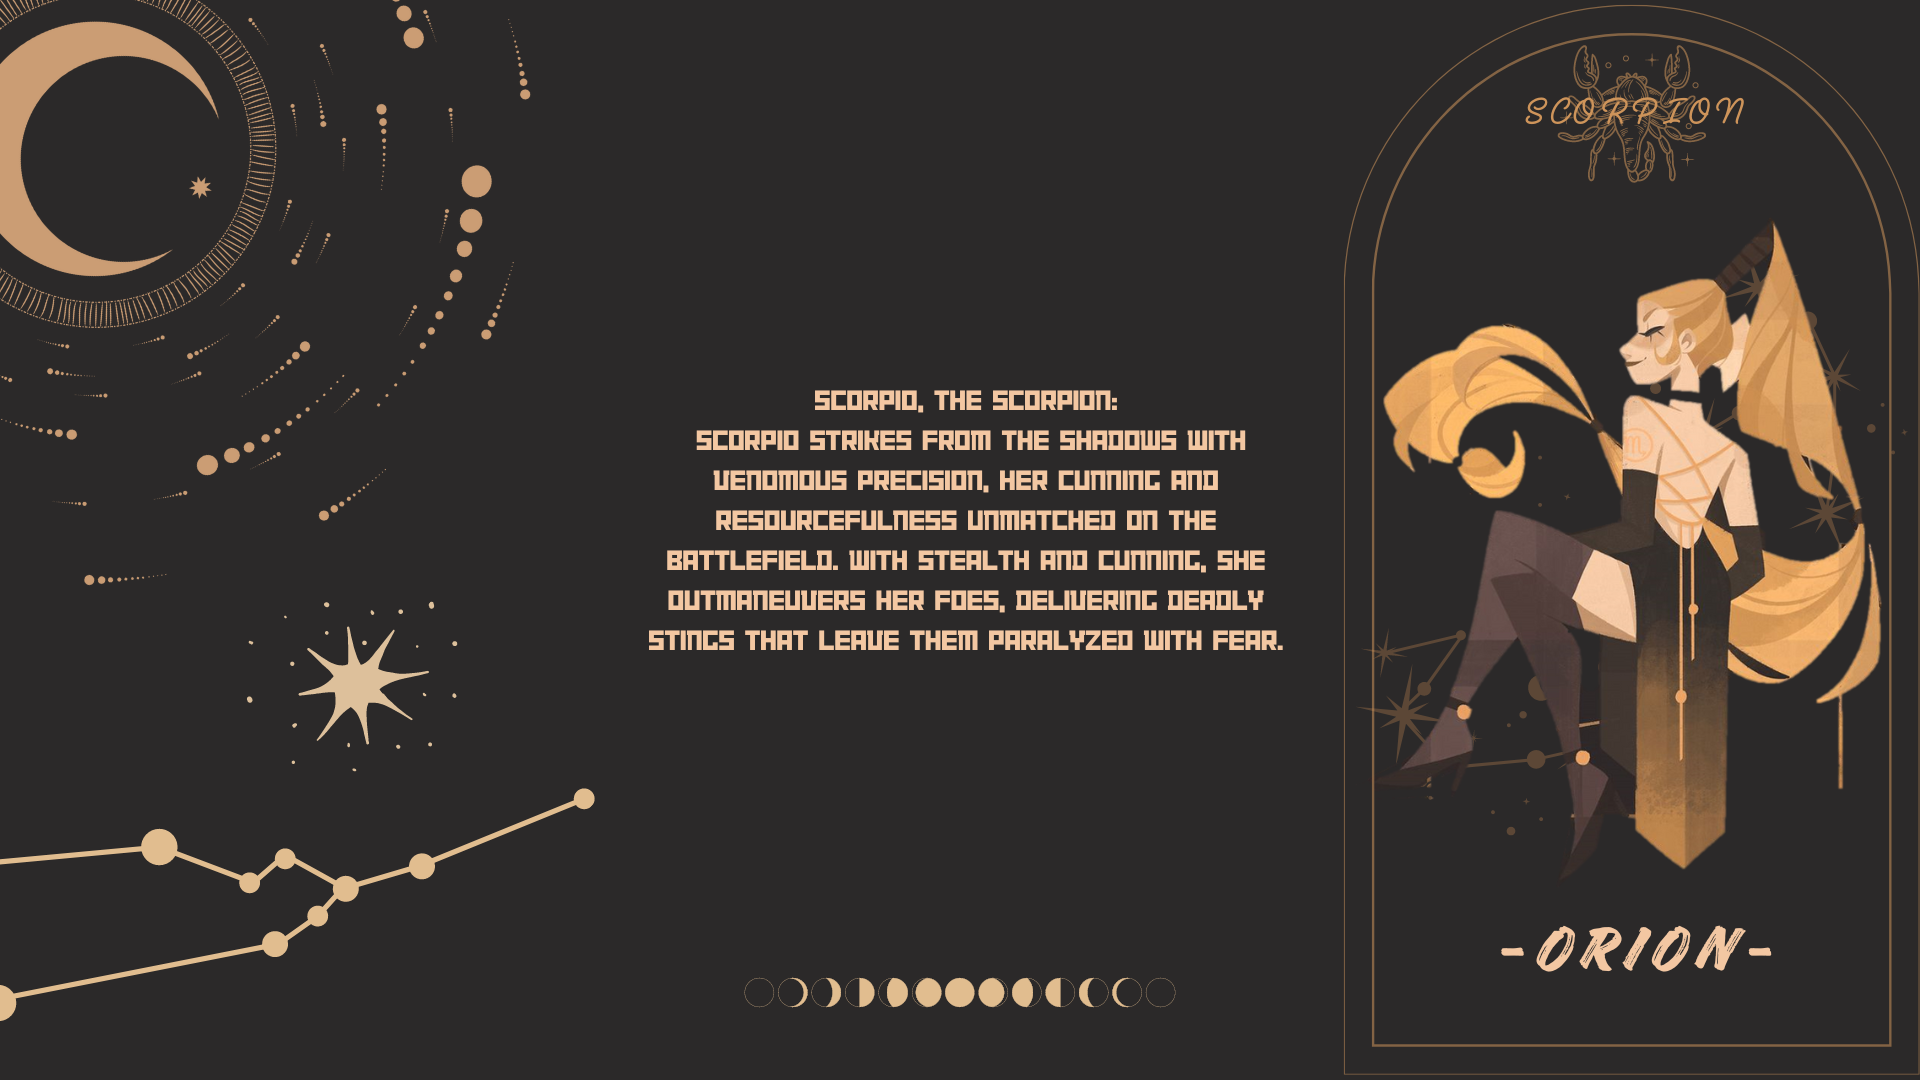 SCORPION
SCORPIO, THE SCORPION:
SCORPIO STRIKES FROM THE SHADOWS WITH
VENOMOUS PRECISION, HER CUNNING AND
RESOURCEFULNESS UNMATCHED ON THE
BATTLEFIELD. WITH STEALTH AND CUNNING, SHE
OUTMANEUVERS HER FOES, DELIVERING DEADLY
STINGS THAT LEAVE THEM PARALYZED WITH FEAR.
-ORION-